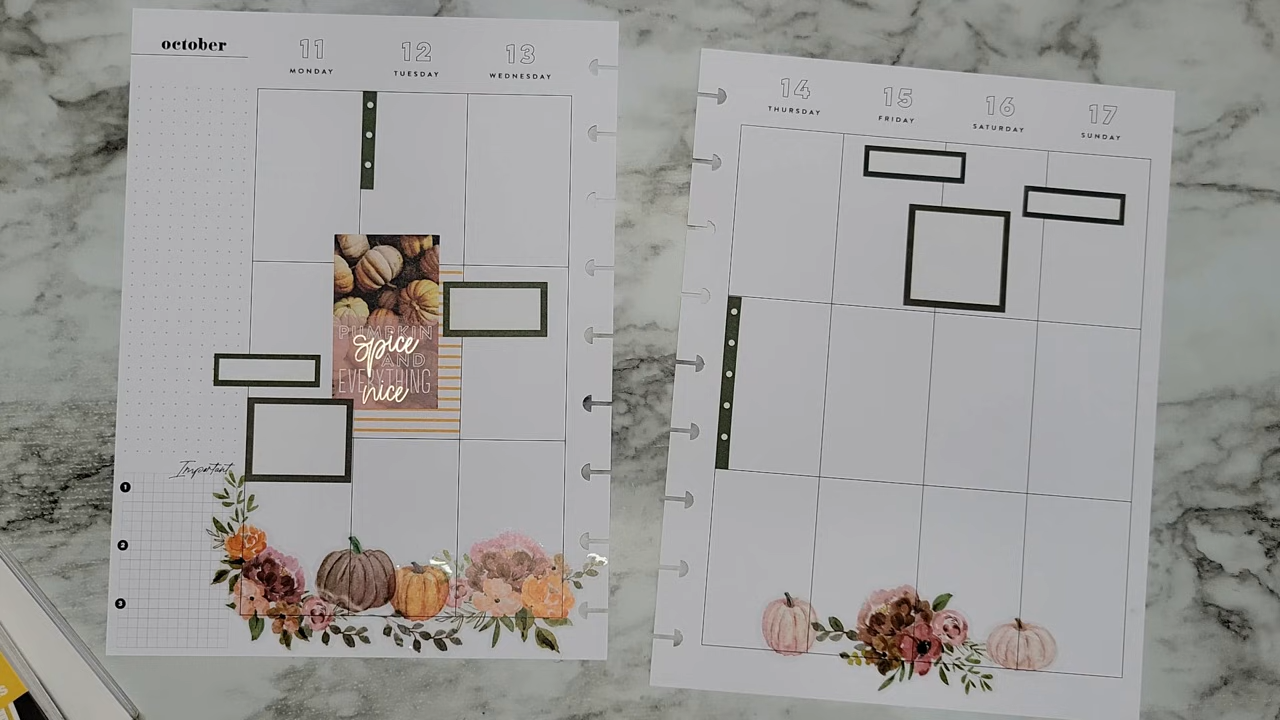 october
11 12 13
MONDAY TUESDAY WEDNESDAY
PUMPKIN
spice
AND
EVERYTHING
nice
Important
1
2
3
14 15 16 17
THURSDAY FRIDAY SATURDAY SUNDAY